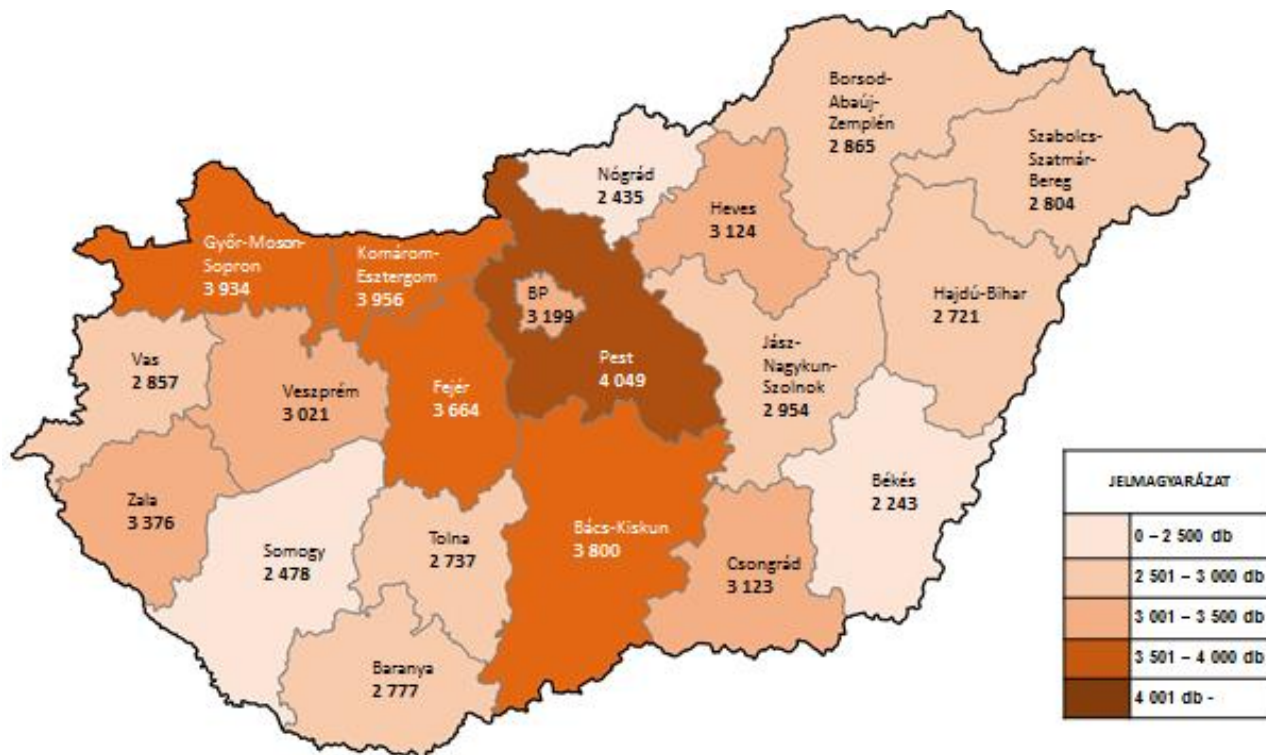 Borsod-
Abaúj-
Zemplén
2 865
Szabolcs-
Szatmár-
Bereg
2 804
Nógrád
2 435
Heves
3 124
Győr-Moson-
Sopron
3 934
Komárom-
Esztergom
3 956
BP
3 199
Hajdú-Bihar
2 721
Vas
2 857
Veszprém
3 021
Fejér
3 664
Pest
4 049
Jász-
Nagykun-
Szolnok
2 954
Zala
3 376
Somogy
2 478
Tolna
2 737
Bács-Kiskun
3 800
Csongrád
3 123
Békés
2 243
Baranya
2 777
JELMAGYARÁZAT
0 – 2 500 db
2 501 – 3 000 db
3 001 – 3 500 db
3 501 – 4 000 db
4 001 db -